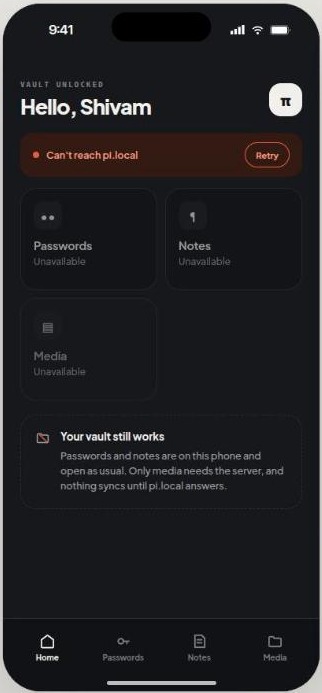 9:41
VAULT UNLOCKED
Hello, Shivam
π
Can't reach pi.local
Retry
Passwords
Unavailable
¶
Notes
Unavailable
Media
Unavailable
Your vault still works
Passwords and notes are on this phone and
open as usual. Only media needs the server, and
nothing syncs until pi.local answers.
Home
Passwords
Notes
Media